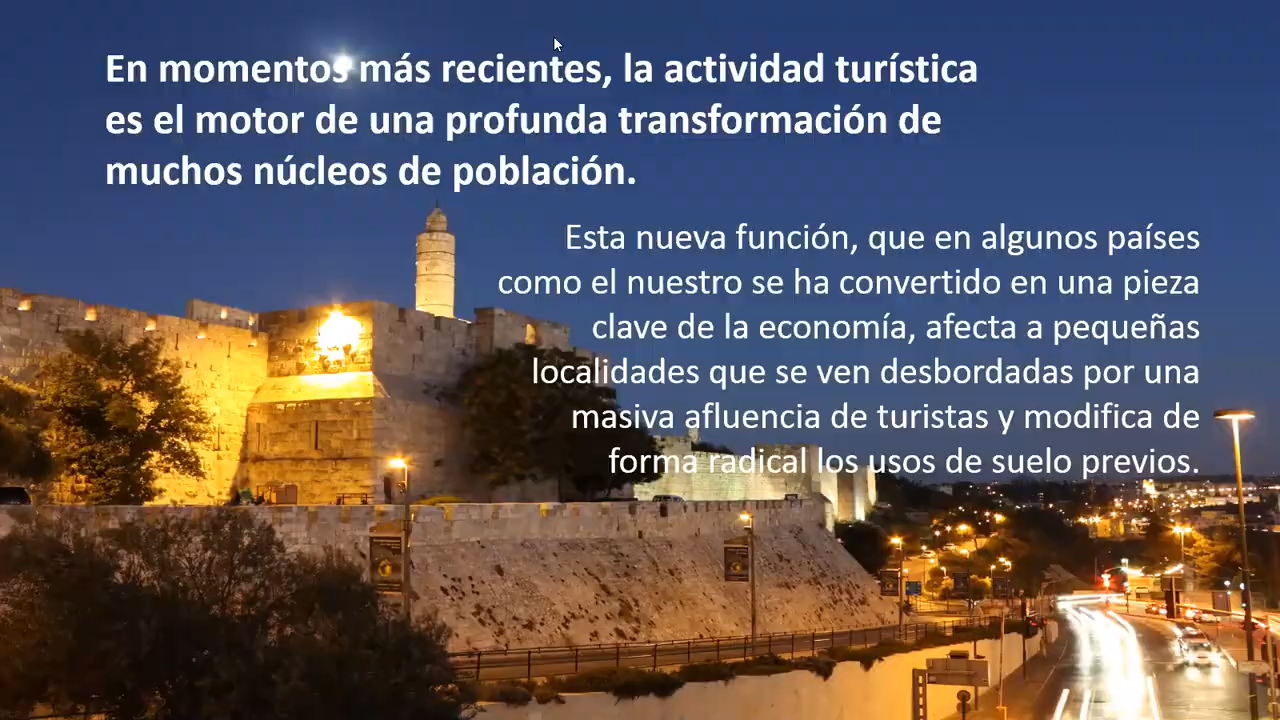 En momentos más recientes, la actividad turística
es el motor de una profunda transformación de
muchos núcleos de población.
Esta nueva función, que en algunos países
como el nuestro se ha convertido en una pieza
clave de la economía, afecta a pequeñas
localidades que se ven desbordadas por una
masiva afluencia de turistas y modifica de
forma radical los usos de suelo previos.